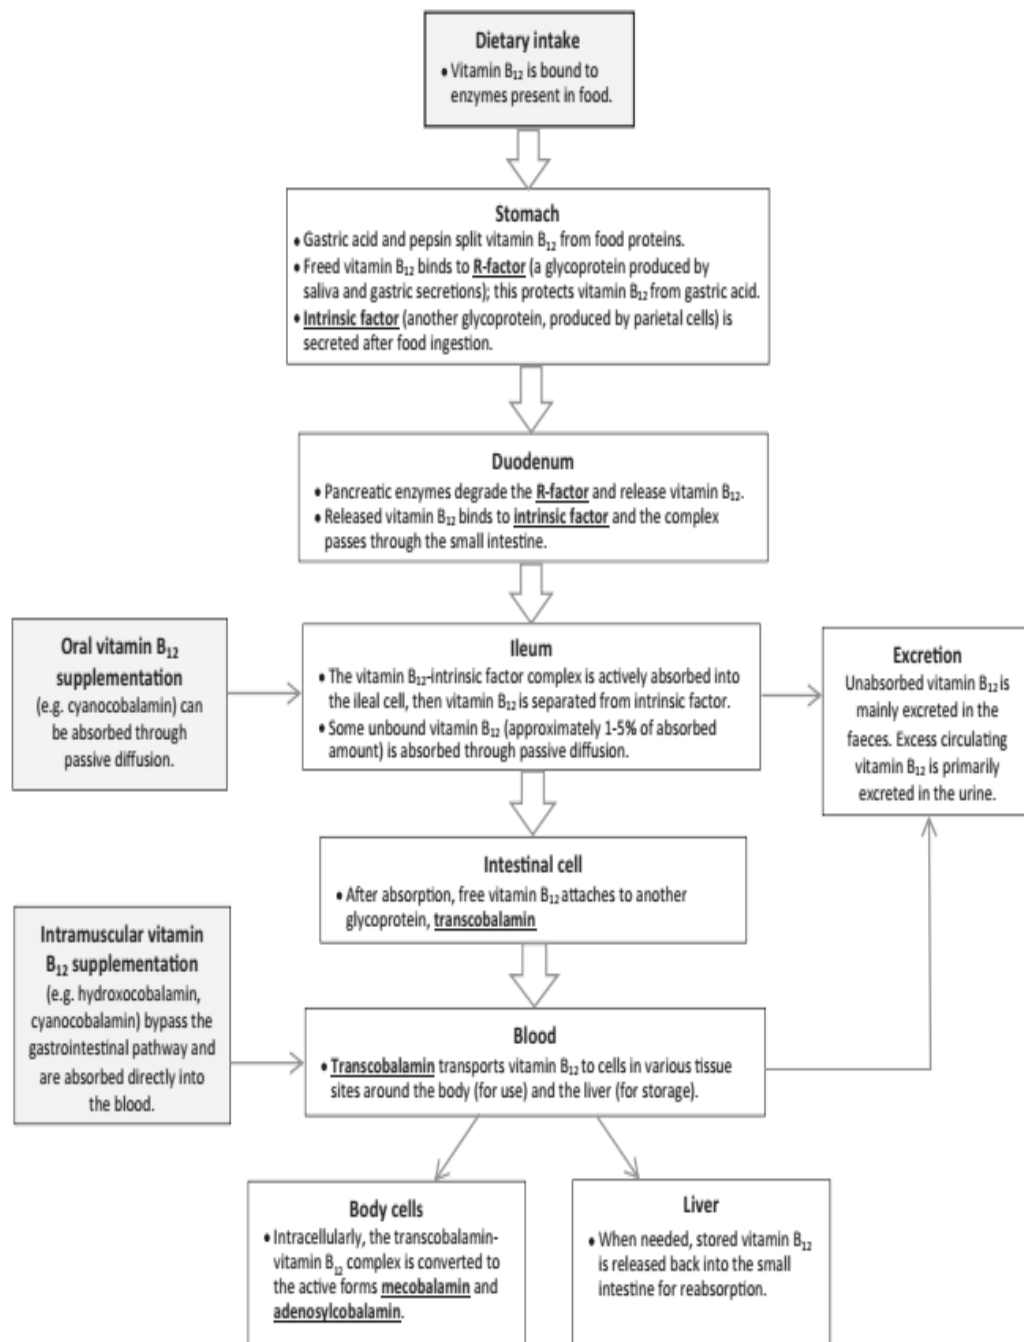 Dietary intake
• Vitamin B12 is bound to
enzymes present in food.
Stomach
• Gastric acid and pepsin split vitamin B12 from food proteins.
• Freed vitamin B12 binds to R-factor (a glycoprotein produced by
saliva and gastric secretions); this protects vitamin B12 from gastric acid.
• Intrinsic factor (another glycoprotein, produced by parietal cells) is
secreted after food ingestion.
Duodenum
• Pancreatic enzymes degrade the R-factor and release vitamin B12.
• Released vitamin B12 binds to intrinsic factor and the complex
passes through the small intestine.
Oral vitamin B12
supplementation
(e.g. cyanocobalamin) can
be absorbed through
passive diffusion.
Ileum
• The vitamin B12-intrinsic factor complex is actively absorbed into
the ileal cell, then vitamin B12 is separated from intrinsic factor.
• Some unbound vitamin B12 (approximately 1-5% of absorbed
amount) is absorbed through passive diffusion.
Excretion
Unabsorbed vitamin B12 is
mainly excreted in the
faeces. Excess circulating
vitamin B12 is primarily
excreted in the urine.
Intestinal cell
• After absorption, free vitamin B12 attaches to another
glycoprotein, transcobalamin
Intramuscular vitamin
B12 supplementation
(e.g. hydroxocobalamin,
cyanocobalamin) bypass the
gastrointestinal pathway and
are absorbed directly into
the blood.
Blood
• Transcobalamin transports vitamin B12 to cells in various tissue
sites around the body (for use) and the liver (for storage).
Body cells
• Intracellularly, the transcobalamin-
vitamin B12 complex is converted to
the active forms mecobalamin and
adenosylcobalamin.
Liver
• When needed, stored vitamin B12
is released back into the small
intestine for reabsorption.